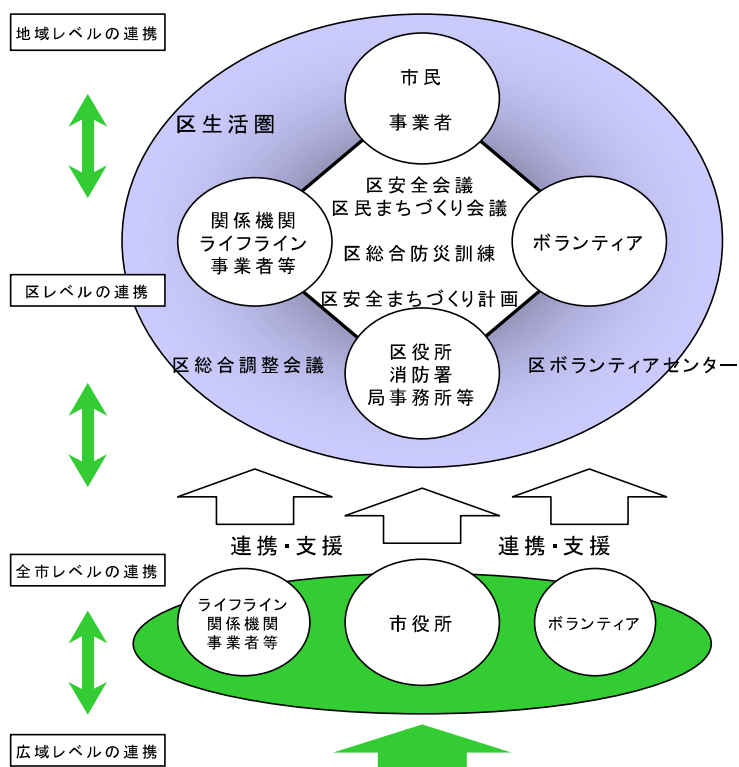 地域レベルの連携
市民
事業者
区生活圏
区安全会議
区民まちづくり会議
関係機関
ライフライン
事業者等
区総合防災訓練
ボランティア
区レベルの連携
区安全まちづくり計画
区役所
消防署
局事務所等
区総合調整会議
区ボランティアセンター
連携・支援
連携・支援
全市レベルの連携
ライフライン
関係機関
事業者等
市役所
ボランティア
広域レベルの連携